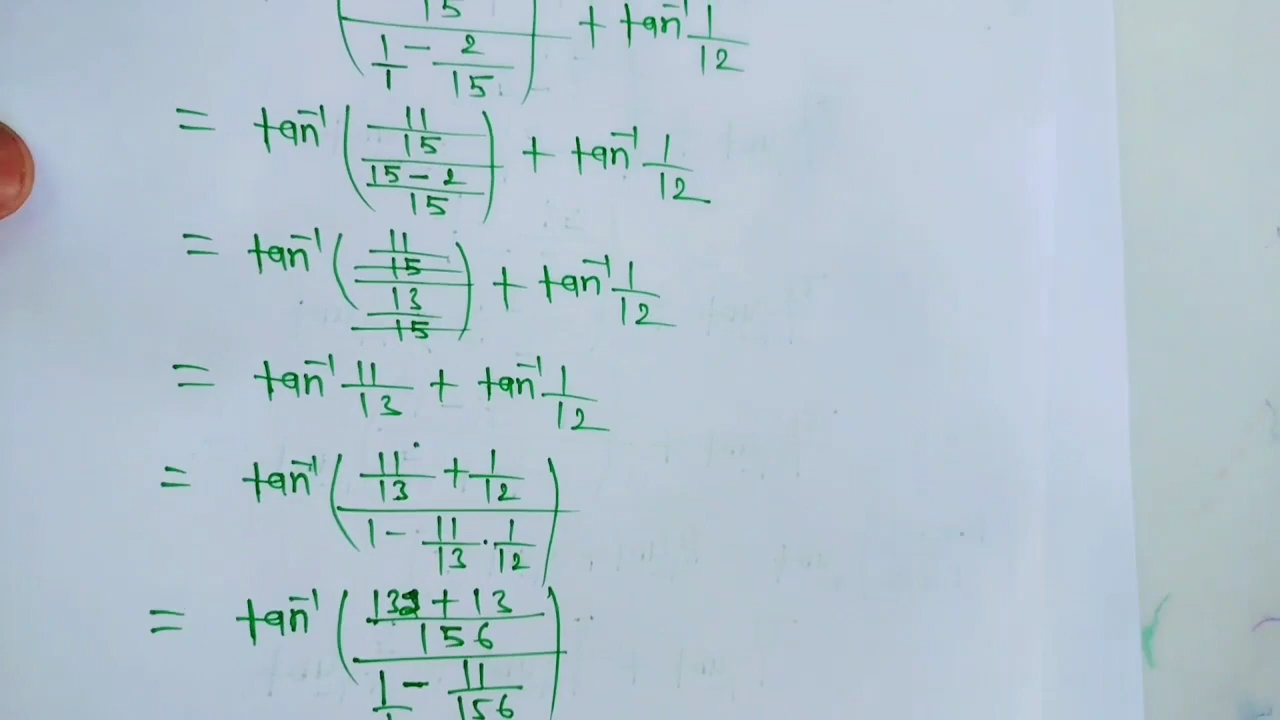 (15 / (1/1 - 2/15)) + tan⁻¹ 1/12
= tan⁻¹ ((11/15) / ((15 - 2)/15)) + tan⁻¹ 1/12
= tan⁻¹ ((11/15) / (13/15)) + tan⁻¹ 1/12
= tan⁻¹ 11/13 + tan⁻¹ 1/12
= tan⁻¹ ((11/13 + 1/12) / (1 - 11/13 · 1/12))
= tan⁻¹ (((132 + 13)/156) / (1/1 - 11/156))